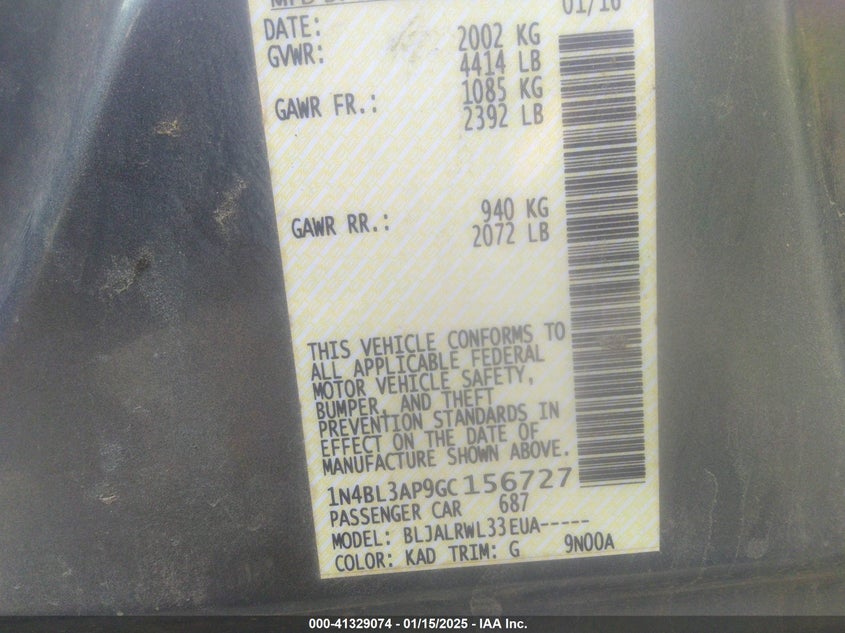 01/16
DATE:
GVWR: 2002 KG
4414 LB
GAWR FR.: 1085 KG
2392 LB
GAWR RR.: 940 KG
2072 LB
THIS VEHICLE CONFORMS TO
ALL APPLICABLE FEDERAL
MOTOR VEHICLE SAFETY,
BUMPER, AND THEFT
PREVENTION STANDARDS IN
EFFECT ON THE DATE OF
MANUFACTURE SHOWN ABOVE.
1N4BL3AP9GC156727
PASSENGER CAR 687
MODEL: BLJALRWL33EUA-----
COLOR: KAD TRIM: G 9N00A
000-41329074 - 01/15/2025 - IAA Inc.